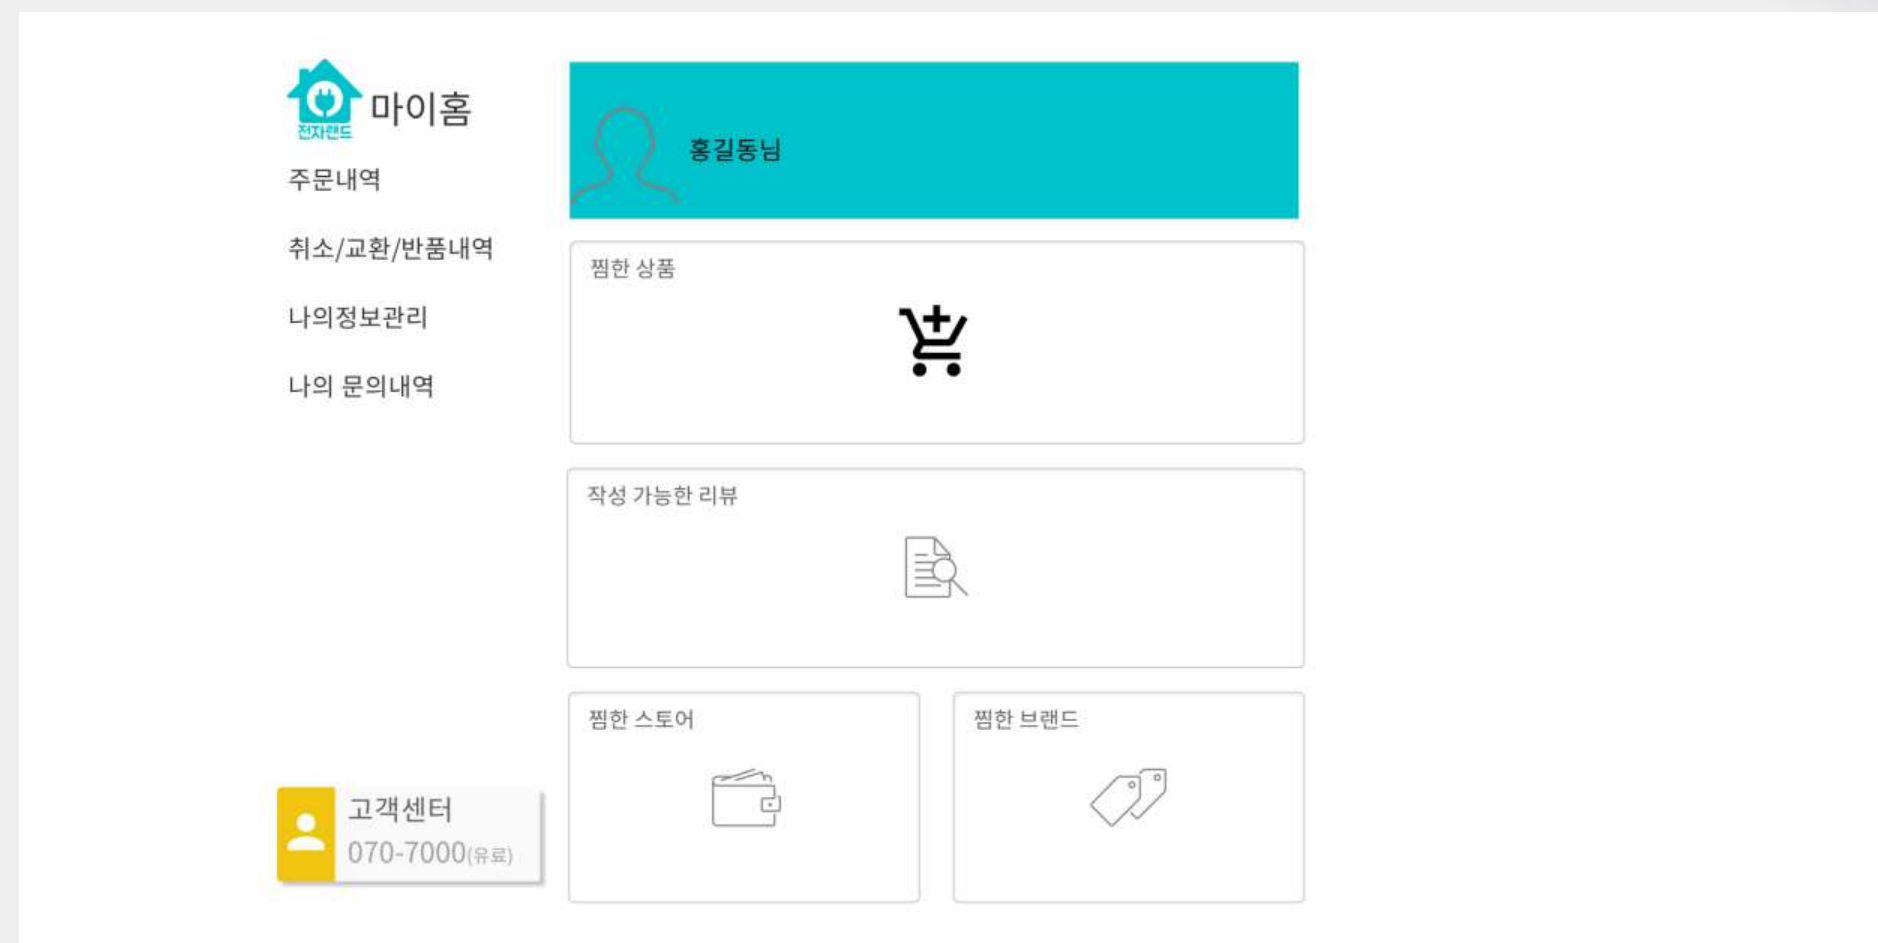 마이홈
전자랜드
주문내역
취소/교환/반품내역
나의정보관리
나의 문의내역
고객센터
070-7000(유료)
홍길동님
찜한 상품
작성 가능한 리뷰
찜한 스토어
찜한 브랜드